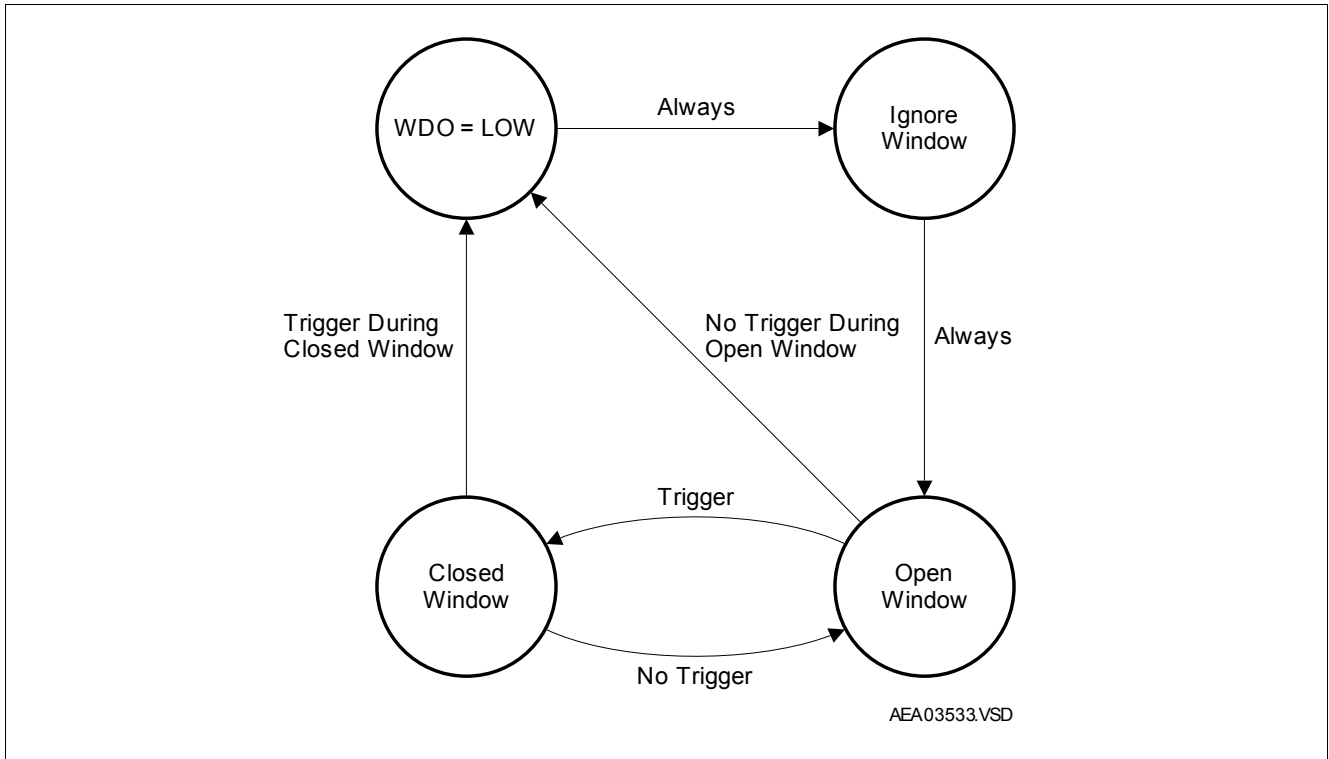 WDO = LOW
Always
Ignore
Window
Trigger During
Closed Window
No Trigger During
Open Window
Always
Trigger
Closed
Window
Open
Window
No Trigger
AEA03533.VSD